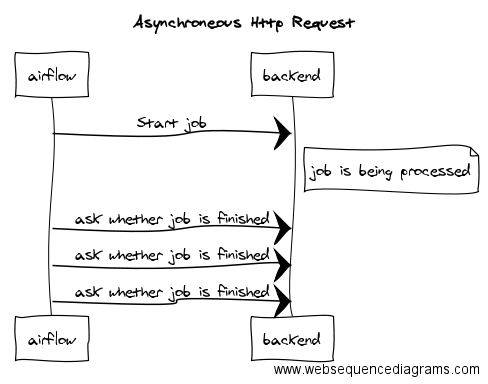 Asynchroneous Http Request
airflow
backend
Start job
job is being processed
ask whether job is finished
ask whether job is finished
ask whether job is finished
airflow
backend
www.websequencediagrams.com